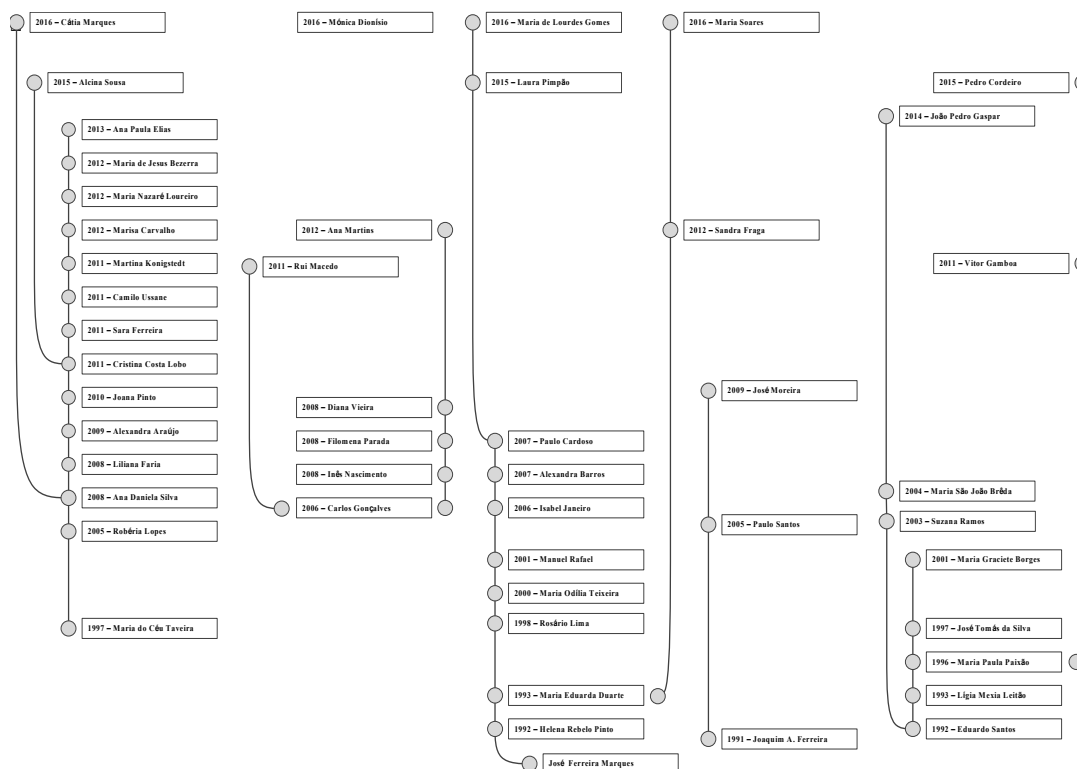 2016 – Cátia Marques
2016 – Mónica Dionísio
2016 – Maria de Lourdes Gomes
2016 – Maria Soares
2015 – Alcina Sousa
2015 – Laura Pimpão
2015 – Pedro Cordeiro
2014 – João Pedro Gaspar
2013 – Ana Paula Elias
2012 – Maria de Jesus Bezerra
2012 – Maria Nazaré Loureiro
2012 – Marisa Carvalho
2012 – Ana Martins
2012 – Sandra Fraga
2011 – Martina Konigstedt
2011 – Rui Macedo
2011 – Vitor Gamboa
2011 – Camilo Ussane
2011 – Sara Ferreira
2011 – Cristina Costa Lobo
2010 – Joana Pinto
2009 – José Moreira
2009 – Alexandra Araújo
2008 – Diana Vieira
2008 – Filomena Parada
2007 – Paulo Cardoso
2008 – Liliana Faria
2008 – Inês Nascimento
2007 – Alexandra Barros
2008 – Ana Daniela Silva
2006 – Carlos Gonçalves
2006 – Isabel Janeiro
2004 – Maria São João Brêda
2005 – Robéria Lopes
2005 – Paulo Santos
2003 – Suzana Ramos
2001 – Manuel Rafael
2001 – Maria Graciete Borges
2000 – Maria Odília Teixeira
1998 – Rosário Lima
1997 – Maria do Céu Taveira
1997 – José Tomás da Silva
1996 – Maria Paula Paixão
1993 – Maria Eduarda Duarte
1993 – Lígia Mexia Leitão
1992 – Helena Rebelo Pinto
1992 – Eduardo Santos
1991 – Joaquim A. Ferreira
José Ferreira Marques